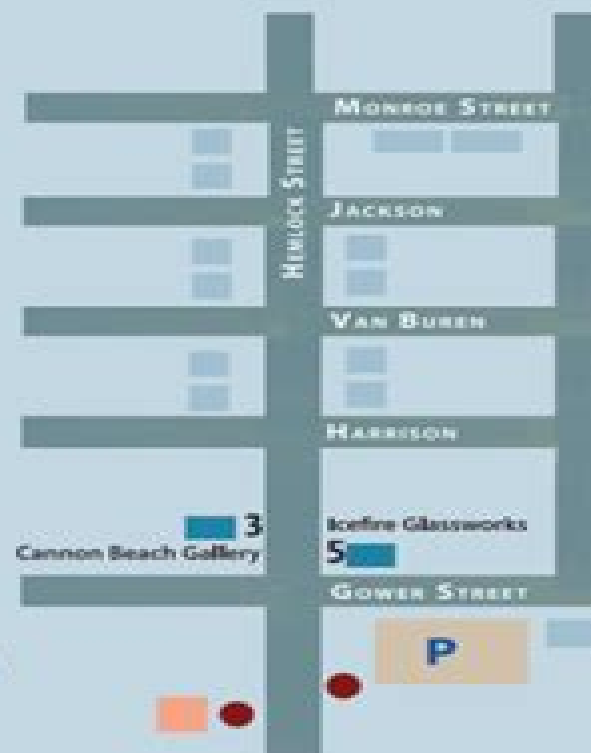 MONROE STREET
HEMLOCK STREET
JACKSON
VAN BUREN
HARRISON
3
Cannon Beach Gallery
Icefire Glassworks
5
GOWER STREET
P